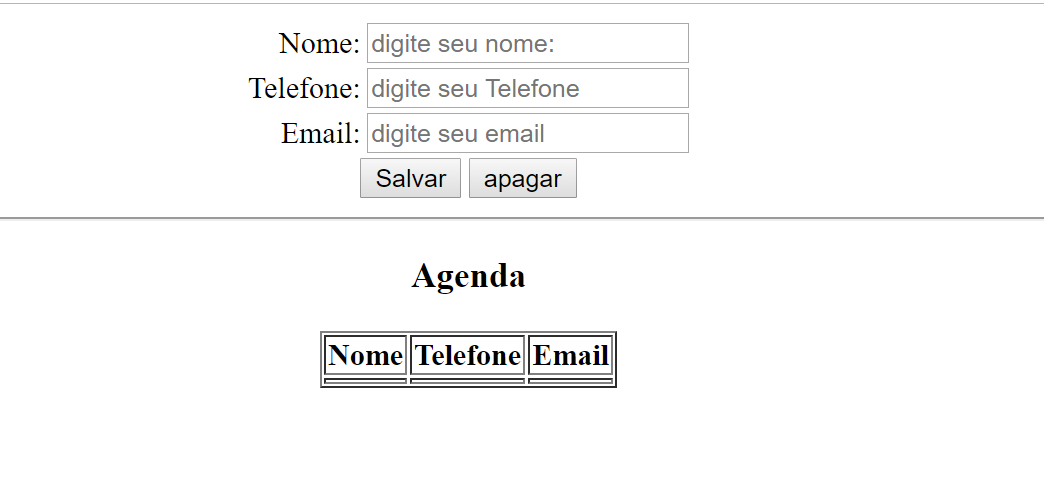 Nome: digite seu nome:
Telefone: digite seu Telefone
Email: digite seu email
Salvar apagar
Agenda
Nome Telefone Email